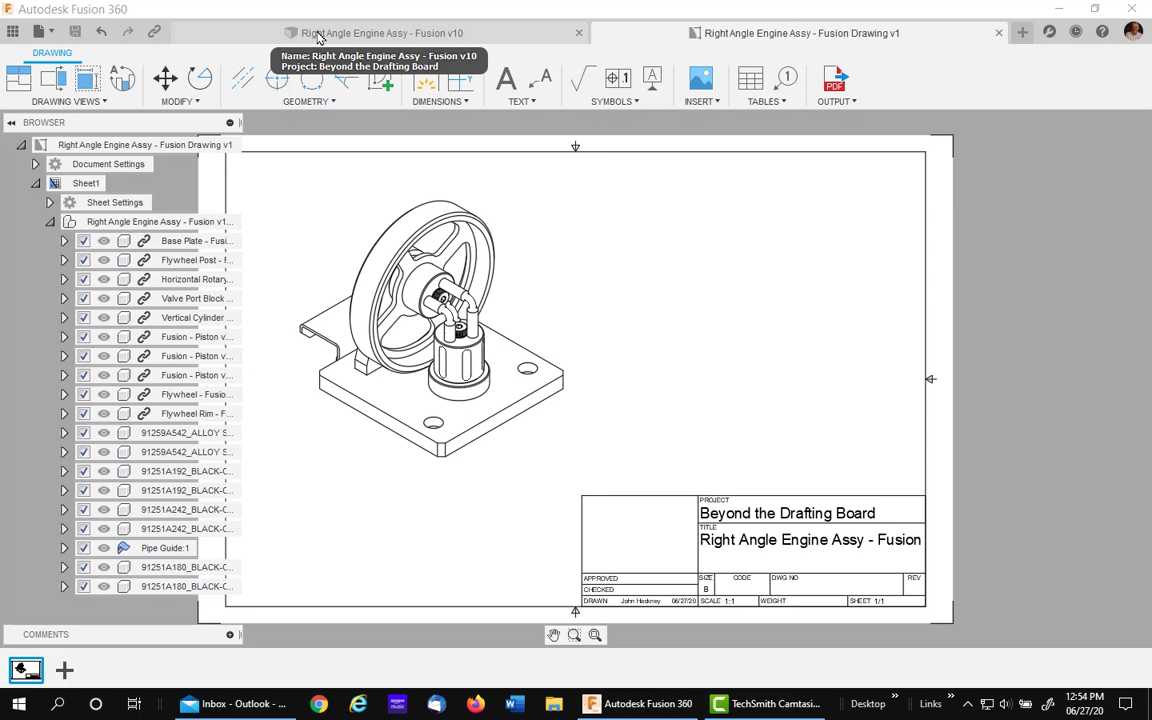 Autodesk Fusion 360
Right Angle Engine Assy - Fusion v10
Right Angle Engine Assy - Fusion Drawing v1
Name: Right Angle Engine Assy - Fusion v10
Project: Beyond the Drafting Board
DRAWING
DRAWING VIEWS
MODIFY
GEOMETRY
DIMENSIONS
TEXT
SYMBOLS
INSERT
TABLES
OUTPUT
BROWSER
Right Angle Engine Assy - Fusion Drawing v1
Document Settings
Sheet1
Sheet Settings
Right Angle Engine Assy - Fusion v1...
Base Plate - Fusi...
Flywheel Post - F...
Horizontal Rotary...
Valve Port Block ...
Vertical Cylinder ...
Fusion - Piston v...
Fusion - Piston v...
Fusion - Piston v...
Flywheel - Fusio...
Flywheel Rim - F...
91259A542_ALLOY S...
91259A542_ALLOY S...
91251A192_BLACK-O...
91251A192_BLACK-O...
91251A242_BLACK-O...
91251A242_BLACK-O...
Pipe Guide:1
91251A180_BLACK-O...
91251A180_BLACK-O...
PROJECT
Beyond the Drafting Board
TITLE
Right Angle Engine Assy - Fusion
APPROVED
CHECKED
DRAWN John Hackney 06/27/20
SIZE
B
CODE
DWG NO
REV
SCALE 1:1
WEIGHT
SHEET 1/1
COMMENTS
Inbox - Outlook - ...
Autodesk Fusion 360
TechSmith Camtasi...
Desktop
Links
12:54 PM
06/27/20